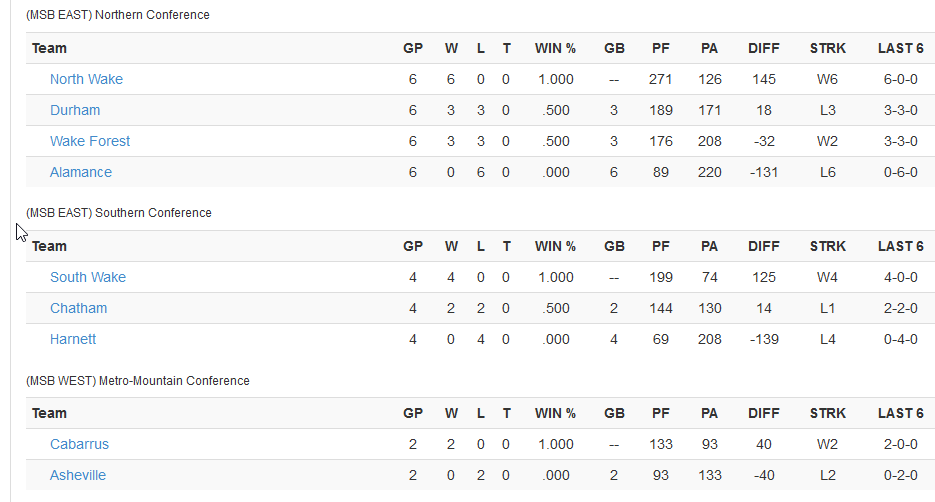 (MSB EAST) Northern Conference
Team GP W L T WIN % GB PF PA DIFF STRK LAST 6
North Wake 6 6 0 0 1.000 -- 271 126 145 W6 6-0-0
Durham 6 3 3 0 .500 3 189 171 18 L3 3-3-0
Wake Forest 6 3 3 0 .500 3 176 208 -32 W2 3-3-0
Alamance 6 0 6 0 .000 6 89 220 -131 L6 0-6-0
(MSB EAST) Southern Conference
Team GP W L T WIN % GB PF PA DIFF STRK LAST 6
South Wake 4 4 0 0 1.000 -- 199 74 125 W4 4-0-0
Chatham 4 2 2 0 .500 2 144 130 14 L1 2-2-0
Harnett 4 0 4 0 .000 4 69 208 -139 L4 0-4-0
(MSB WEST) Metro-Mountain Conference
Team GP W L T WIN % GB PF PA DIFF STRK LAST 6
Cabarrus 2 2 0 0 1.000 -- 133 93 40 W2 2-0-0
Asheville 2 0 2 0 .000 2 93 133 -40 L2 0-2-0